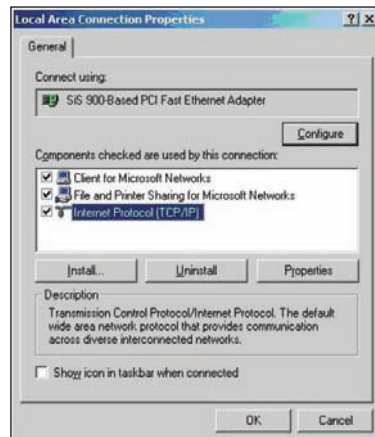 Local Area Connection Properties
General
Connect using:
SiS 900-Based PCI Fast Ethernet Adapter
Configure
Components checked are used by this connection:
Client for Microsoft Networks
File and Printer Sharing for Microsoft Networks
Internet Protocol (TCP/IP)
Install...
Uninstall
Properties
Description
Transmission Control Protocol/Internet Protocol. The default
wide area network protocol that provides communication
across diverse interconnected networks.
Show icon in taskbar when connected
OK
Cancel